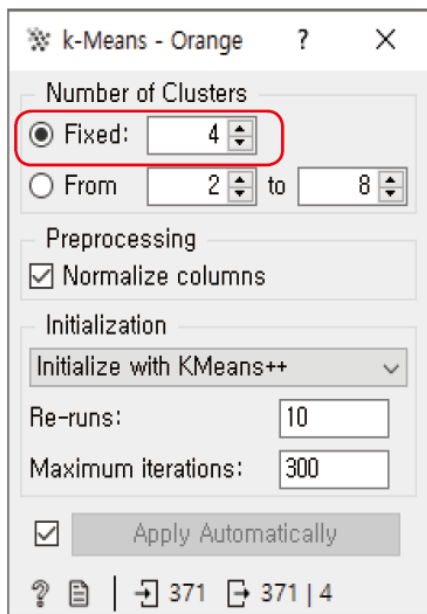 k-Means - Orange ? ×
Number of Clusters
Fixed: 4
From 2 to 8
Preprocessing
Normalize columns
Initialization
Initialize with KMeans++
Re-runs: 10
Maximum iterations: 300
Apply Automatically
? 371 371 | 4